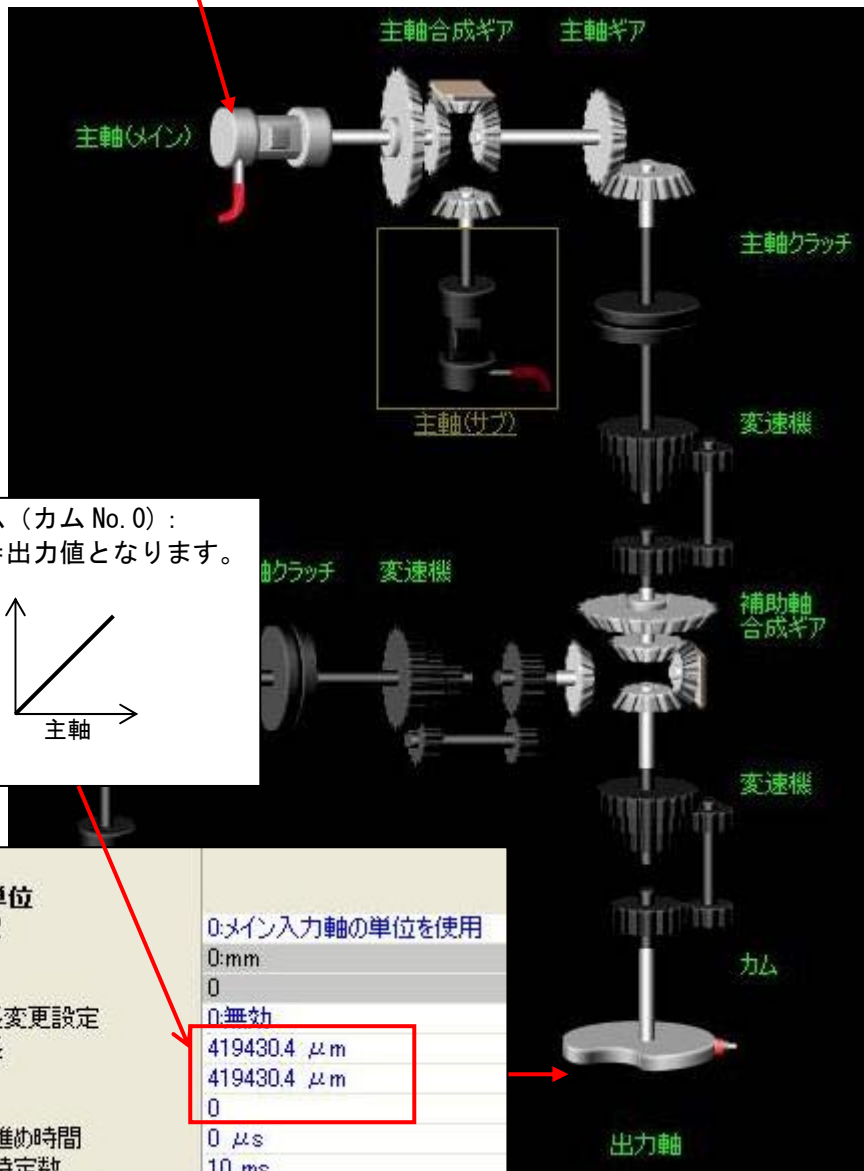 主軸合成ギア 主軸ギア
主軸(メイン)
主軸クラッチ
主軸(サブ)
変速機
(カム No.0):
出力値となります。
軸クラッチ 変速機
補助軸
合成ギア
主軸
変速機
単位
0:メイン入力軸の単位を使用
0:mm
0
変更設定 0:無効
419430.4 μm
419430.4 μm
0
進め時間 0 μs
時定数 10 ms
カム
出力軸